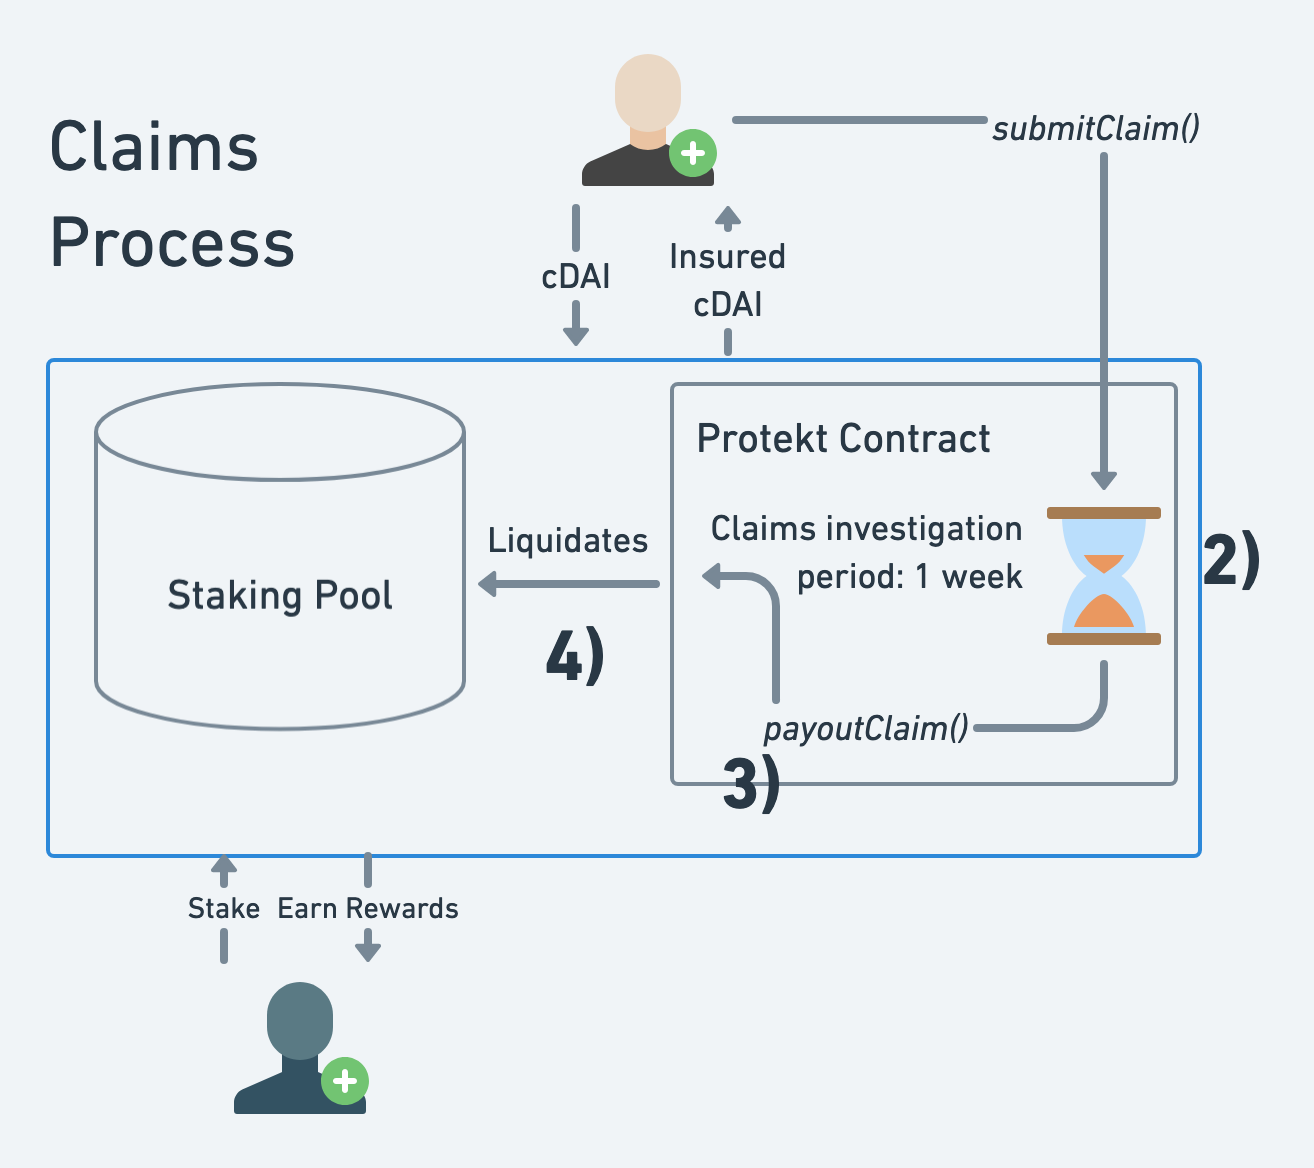 Claims
Process
submitClaim()
cDAI
Insured
cDAI
Protekt Contract
Claims investigation
period: 1 week
2)
Liquidates
Staking Pool
4)
payoutClaim()
3)
Stake
Earn Rewards